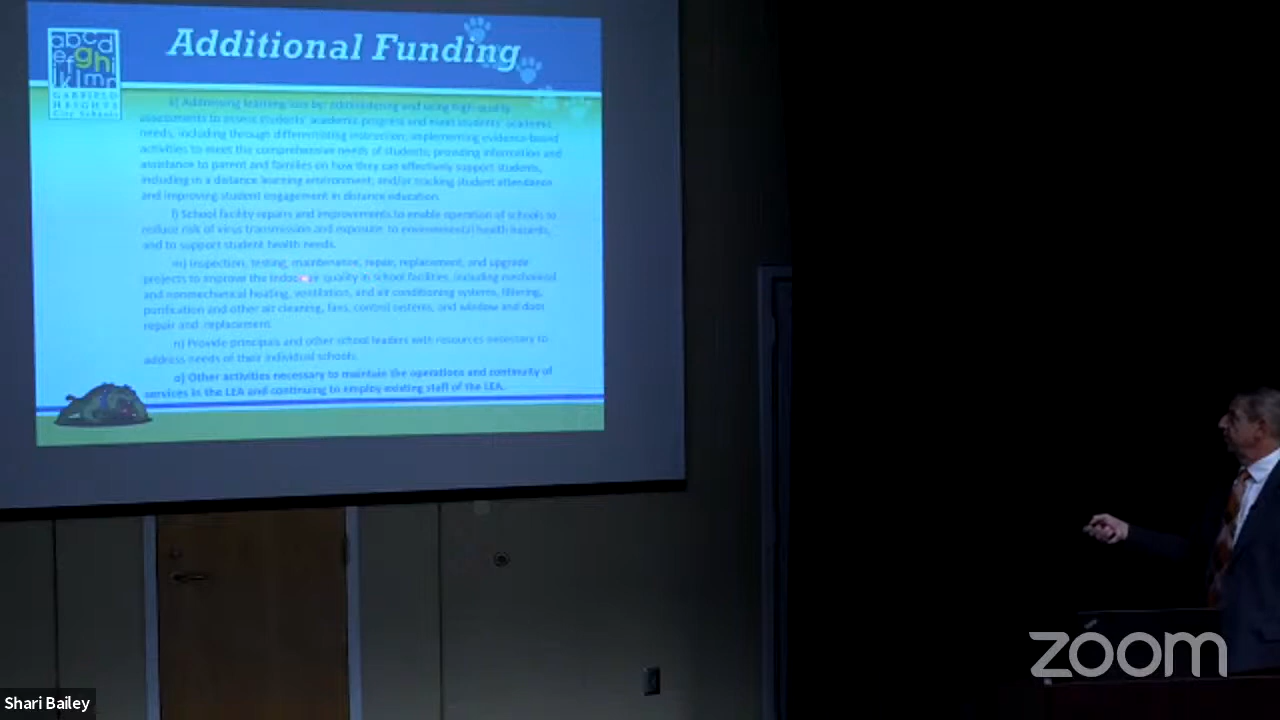 Additional Funding
abcd
efghi
jklmn
GARFIELD
HEIGHTS
City Schools
k) Addressing learning loss by: administering and using high quality
assessments to assess students' academic progress and meet students' academic
needs, including through differentiating instruction; implementing evidence-based
activities to meet the comprehensive needs of students; providing information and
assistance to parent and families on how they can effectively support students,
including in a distance learning environment; and/or tracking student attendance
and improving student engagement in distance education.
l) School facility repairs and improvements to enable operation of schools to
reduce risk of virus transmission and exposure to environmental health hazards,
and to support student health needs.
m) Inspection, testing, maintenance, repair, replacement, and upgrade
projects to improve the indoor quality in school facilities, including mechanical
and nonmechanical heating, ventilation, and air conditioning systems, filtering,
purification and other air cleaning, fans, control systems, and window and door
repair and replacement.
n) Provide principals and other school leaders with resources necessary to
address needs of their individual schools.
o) Other activities necessary to maintain the operations and continuity of
services in the LEA and continuing to employ existing staff of the LEA.
zoom
Shari Bailey